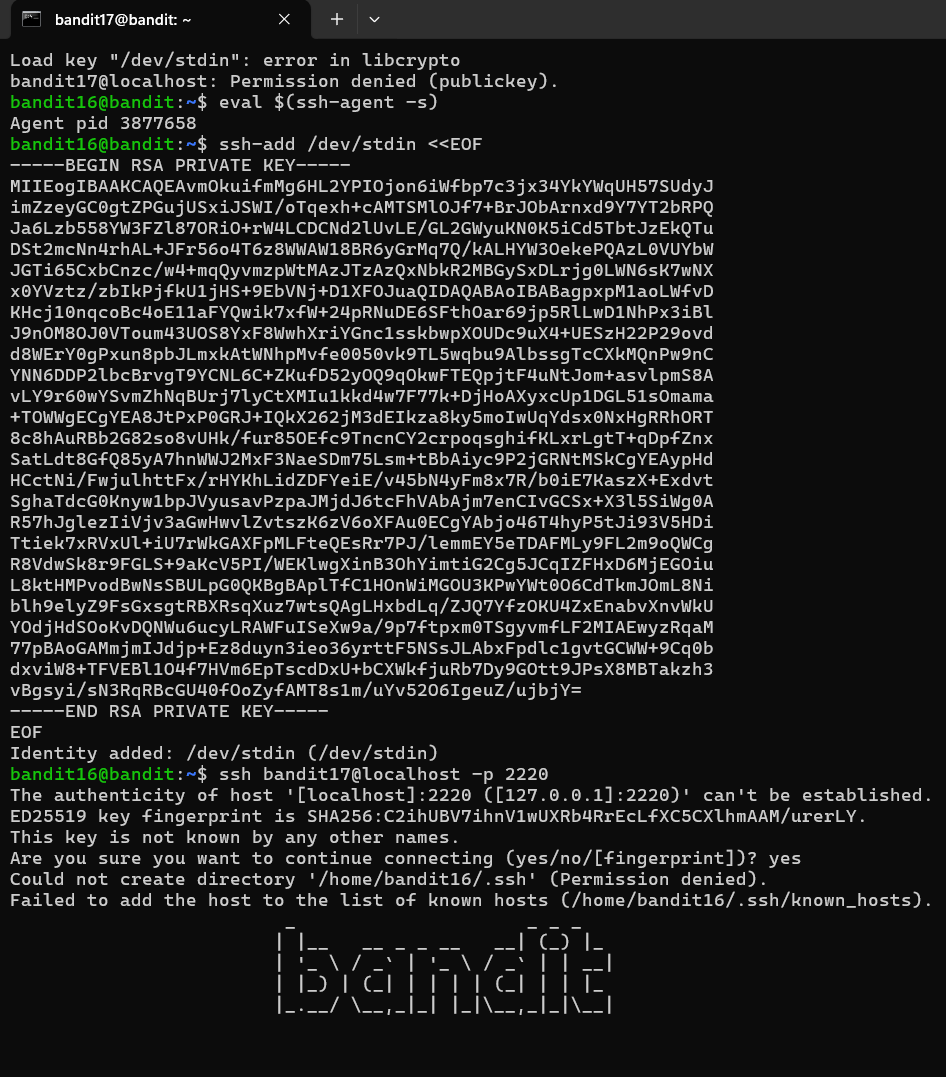 bandit17@bandit: ~
Load key "/dev/stdin": error in libcrypto
bandit17@localhost: Permission denied (publickey).
bandit16@bandit:~$ eval $(ssh-agent -s)
Agent pid 3877658
bandit16@bandit:~$ ssh-add /dev/stdin <<EOF
-----BEGIN RSA PRIVATE KEY-----
MIIEogIBAAKCAQEAvmOkuifmMg6HL2YPIOjon6iWfbp7c3jx34YkYWqUH57SUdyJ
imZzeyGC0gtZPGujUSxiJSWI/oTqexh+cAMTSMlOJf7+BrJObArnxd9Y7YT2bRPQ
Ja6Lzb558YW3FZl87ORiO+rW4LCDCNd2lUvLE/GL2GWyuKN0K5iCd5TbtJzEkQTu
DSt2mcNn4rhAL+JFr56o4T6z8WWAW18BR6yGrMq7Q/kALHYW3OekePQAzL0VUYbW
JGTi65CxbCnzc/w4+mqQyvmzpWtMAzJTzAzQxNbkR2MBGySxDLrjg0LWN6sK7wNX
x0YVztz/zbIkPjfkU1jHS+9EbVNj+D1XFOJuaQIDAQABAoIBABagpxpM1aoLWfvD
KHcj10nqcoBc4oE11aFYQwik7xfW+24pRNuDE6SFthOar69jp5RlLwD1NhPx3iBl
J9nOM8OJ0VToum43UOS8YxF8WwhXriYGnc1sskbwpXOUDc9uX4+UESzH22P29ovd
d8WErY0gPxun8pbJLmxkAtWNhpMvfe0050vk9TL5wqbu9AlbssgTcCXkMQnPw9nC
YNN6DDP2lbcBrvgT9YCNL6C+ZKufD52yOQ9qOkwFTEQpjtF4uNtJom+asvlpmS8A
vLY9r60wYSvmZhNqBUrj7lyCtXMIu1kkd4w7F77k+DjHoAXyxcUp1DGL51sOmama
+TOWWgECgYEA8JtPxP0GRJ+IQkX262jM3dEIkza8ky5moIwUqYdsx0NxHgRRhORT
8c8hAuRBb2G82so8vUHk/fur85OEfc9TncnCY2crpoqsghifKLxrLgtT+qDpfZnx
SatLdt8GfQ85yA7hnWWJ2MxF3NaeSDm75Lsm+tBbAiyc9P2jGRNtMSkCgYEAypHd
HCctNi/FwjulhttFx/rHYKhLidZDFYeiE/v45bN4yFm8x7R/b0iE7KaszX+Exdvt
SghaTdcG0Knyw1bpJVyusavPzpaJMjdJ6tcFhVAbAjm7enCIvGCSx+X3l5SiWg0A
R57hJglezIiVjv3aGwHwvlZvtszK6zV6oXFAu0ECgYAbjo46T4hyP5tJi93V5HDi
Ttiek7xRVxUl+iU7rWkGAXFpMLFteQEsRr7PJ/lemmEY5eTDAFMLy9FL2m9oQWCg
R8VdwSk8r9FGLS+9aKcV5PI/WEKlwgXinB3OhYimtiG2Cg5JCqIZFHxD6MjEGOiu
L8ktHMPvodBwNsSBULpG0QKBgBAplTfC1HOnWiMGOU3KPwYWt0O6CdTkmJOmL8Ni
blh9elyZ9FsGxsgtRBXRsqXuz7wtsQAgLHxbdLq/ZJQ7YfzOKU4ZxEnabvXnvWkU
YOdjHdSOoKvDQNWu6ucyLRAWFuISeXw9a/9p7ftpxm0TSgyvmfLF2MIAEwyzRqaM
77pBAoGAMmjmIJdjp+Ez8duyn3ieo36yrttF5NSsJLAbxFpdlc1gvtGCWW+9Cq0b
dxviW8+TFVEBl1O4f7HVm6EpTscdDxU+bCXWkfjuRb7Dy9GOtt9JPsX8MBTakzh3
vBgsyi/sN3RqRBcGU40fOoZyfAMT8s1m/uYv52O6IgeuZ/ujbjY=
-----END RSA PRIVATE KEY-----
EOF
Identity added: /dev/stdin (/dev/stdin)
bandit16@bandit:~$ ssh bandit17@localhost -p 2220
The authenticity of host '[localhost]:2220 ([127.0.0.1]:2220)' can't be established.
ED25519 key fingerprint is SHA256:C2ihUBV7ihnV1wUXRb4RrEcLfXC5CXlhmAAM/urerLY.
This key is not known by any other names.
Are you sure you want to continue connecting (yes/no/[fingerprint])? yes
Could not create directory '/home/bandit16/.ssh' (Permission denied).
Failed to add the host to the list of known hosts (/home/bandit16/.ssh/known_hosts).
bandit